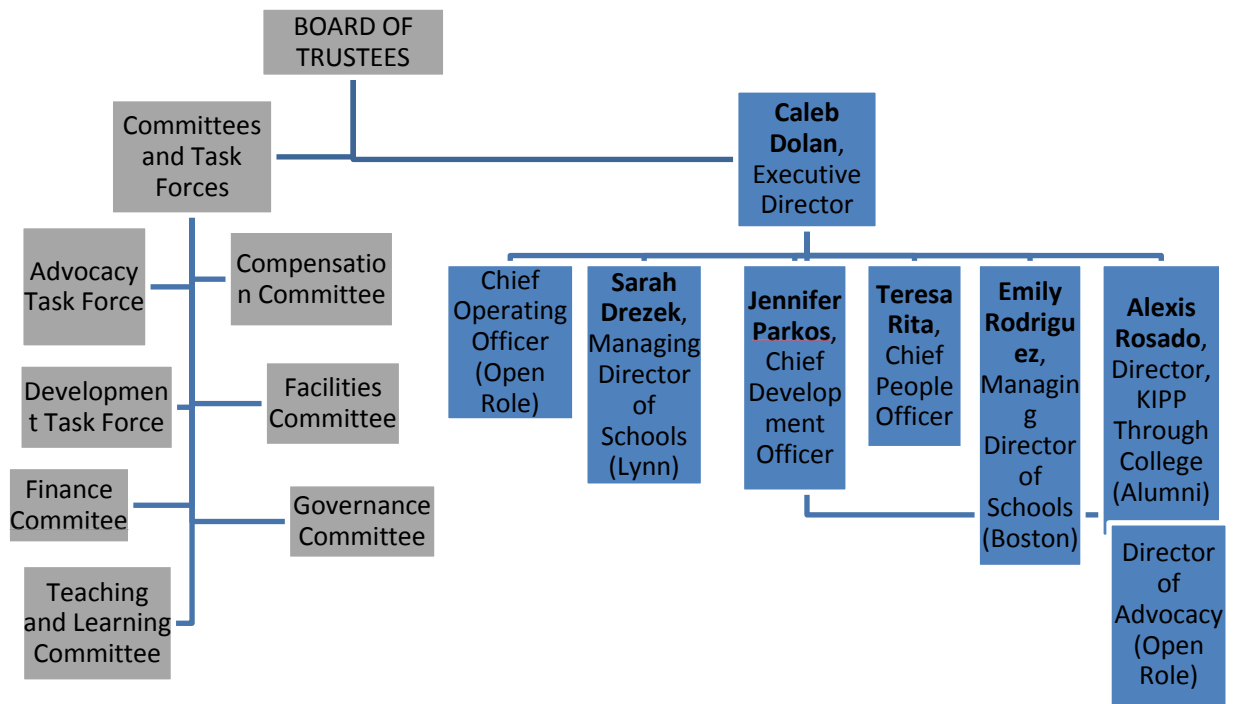 BOARD OF
TRUSTEES
Committees
and Task
Forces
Caleb
Dolan,
Executive
Director
Advocacy
Task Force
Compensatio
n Committee
Developmen
t Task Force
Facilities
Committee
Finance
Commitee
Governance
Committee
Teaching
and Learning
Committee
Chief
Operating
Officer
(Open
Role)
Sarah
Drezek,
Managing
Director
of
Schools
(Lynn)
Jennifer
Parkos,
Chief
Develop
ment
Officer
Teresa
Rita,
Chief
People
Officer
Emily
Rodrigu
ez,
Managin
g
Director
of
Schools
(Boston)
Alexis
Rosado,
Director,
KIPP
Through
College
(Alumni)
Director
of
Advocacy
(Open
Role)